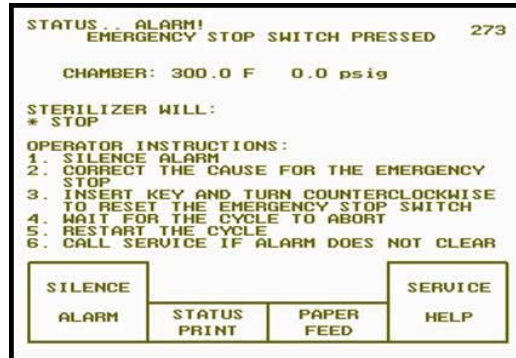 STATUS.. ALARM! 273
EMERGENCY STOP SWITCH PRESSED
CHAMBER: 300.0 F 0.0 psig
STERILIZER WILL:
* STOP
OPERATOR INSTRUCTIONS:
1. SILENCE ALARM
2. CORRECT THE CAUSE FOR THE EMERGENCY
STOP
3. INSERT KEY AND TURN COUNTERCLOCKWISE
TO RESET THE EMERGENCY STOP SWITCH
4. WAIT FOR THE CYCLE TO ABORT
5. RESTART THE CYCLE
6. CALL SERVICE IF ALARM DOES NOT CLEAR
SILENCE
ALARM
STATUS
PRINT
PAPER
FEED
SERVICE
HELP